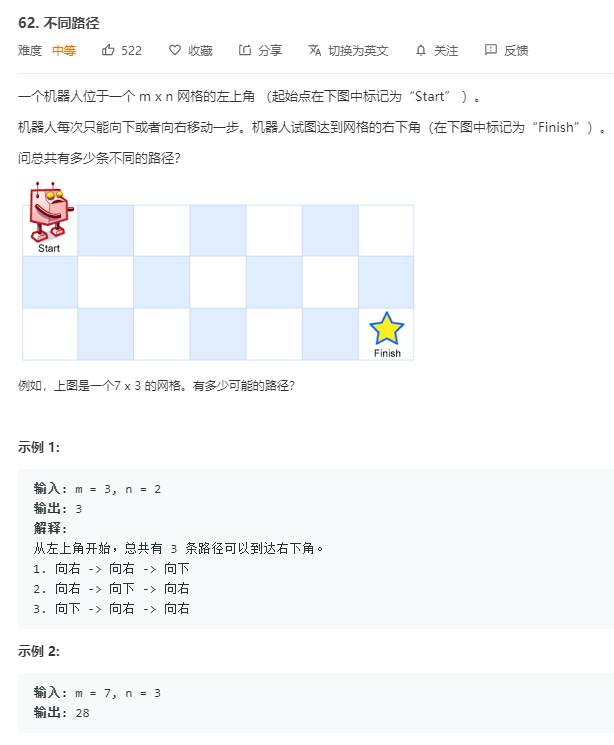 62. 不同路径
难度 中等 522 收藏 分享 切换为英文 关注 反馈
一个机器人位于一个 m x n 网格的左上角 （起始点在下图中标记为“Start” ）。
机器人每次只能向下或者向右移动一步。机器人试图达到网格的右下角（在下图中标记为“Finish”）。
问总共有多少条不同的路径？
Start
Finish
例如，上图是一个7 x 3 的网格。有多少可能的路径？
示例 1:
输入: m = 3, n = 2
输出: 3
解释:
从左上角开始，总共有 3 条路径可以到达右下角。
1. 向右 -> 向右 -> 向下
2. 向右 -> 向下 -> 向右
3. 向下 -> 向右 -> 向右
示例 2:
输入: m = 7, n = 3
输出: 28